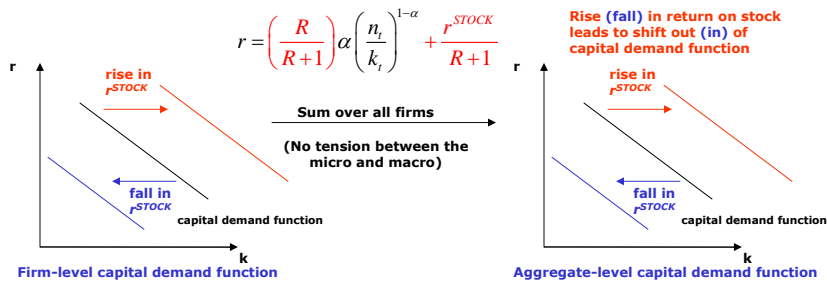 r = (R / R+1) α (n_t / k_t)^{1-α} + r^{STOCK} / R+1
Rise (fall) in return on stock
leads to shift out (in) of
capital demand function
r
rise in
r^{STOCK}
fall in
r^{STOCK}
capital demand function
k
Firm-level capital demand function
Sum over all firms
(No tension between the
micro and macro)
r
rise in
r^{STOCK}
fall in
r^{STOCK}
capital demand function
k
Aggregate-level capital demand function